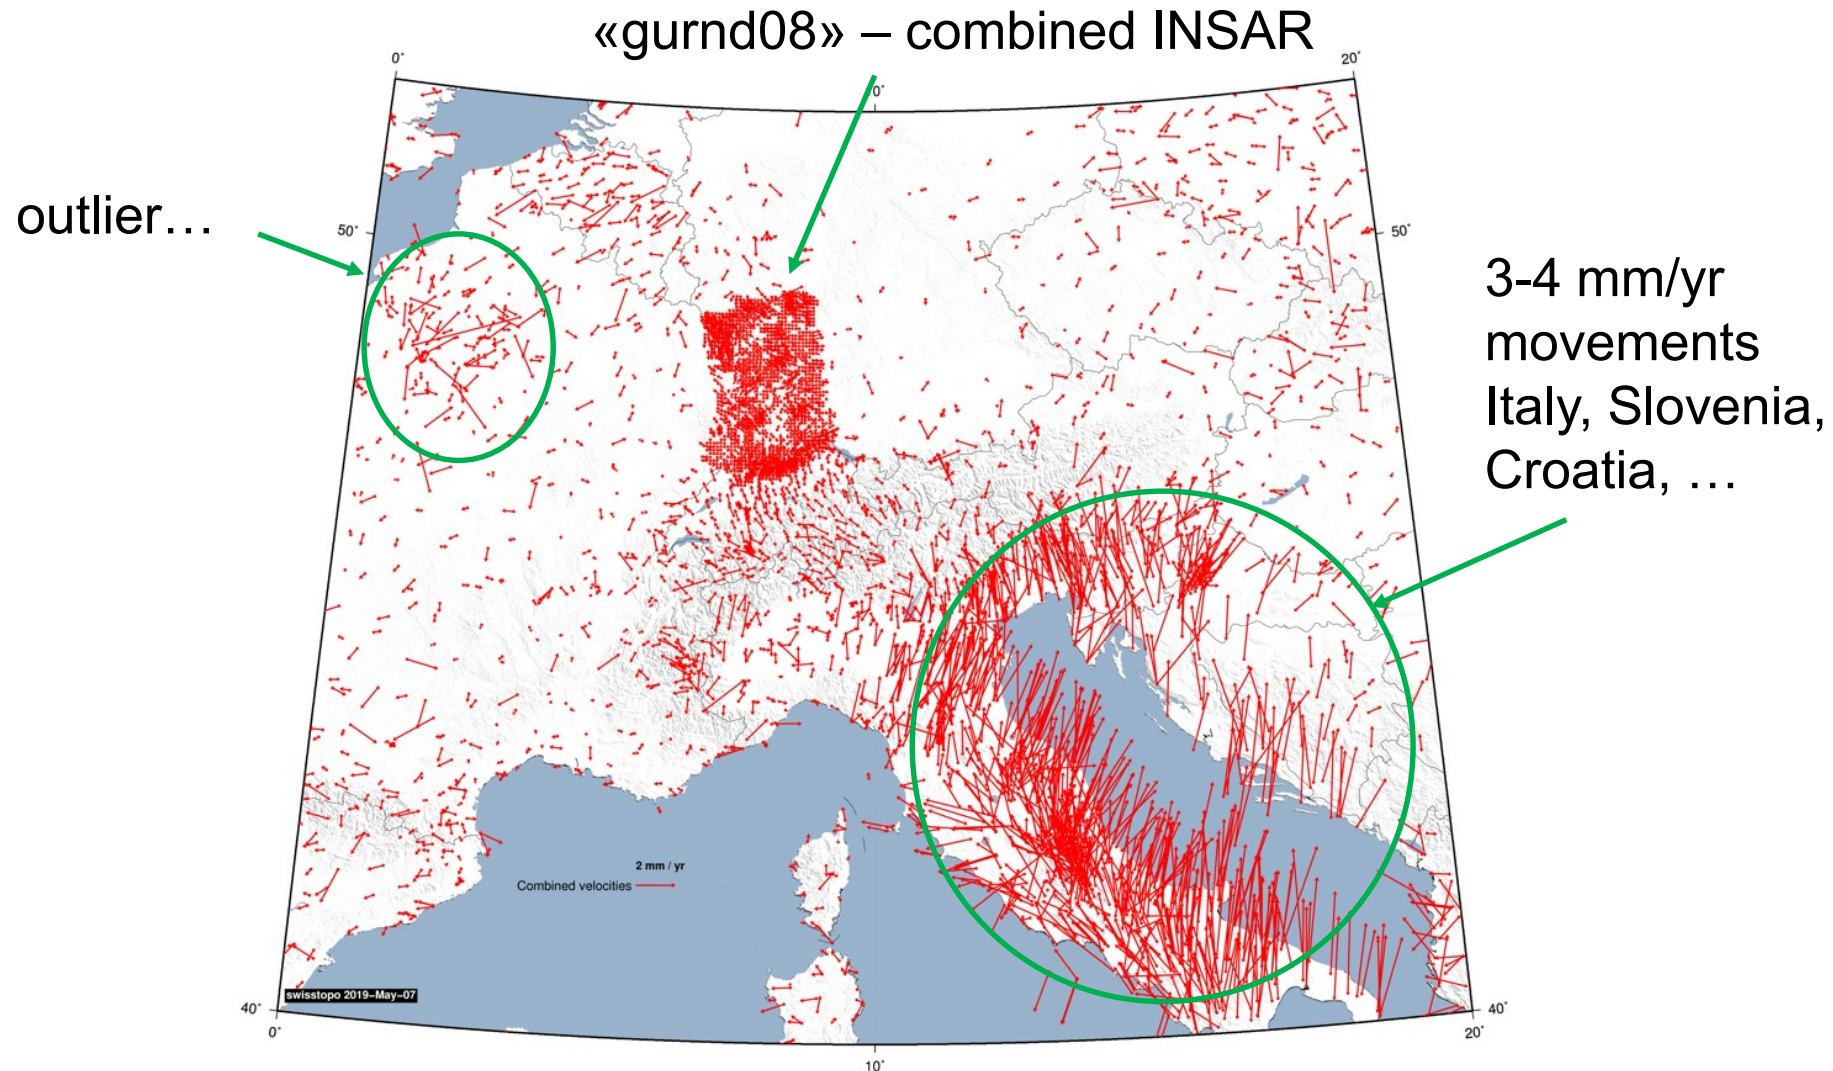 «gurnd08» – combined INSAR
0°
0°
20°
outlier…
50°
50°
3-4 mm/yr
movements
Italy, Slovenia,
Croatia, …
2 mm / yr
Combined velocities
swisstopo 2019–May–07
40°
40°
0°
20°
10°